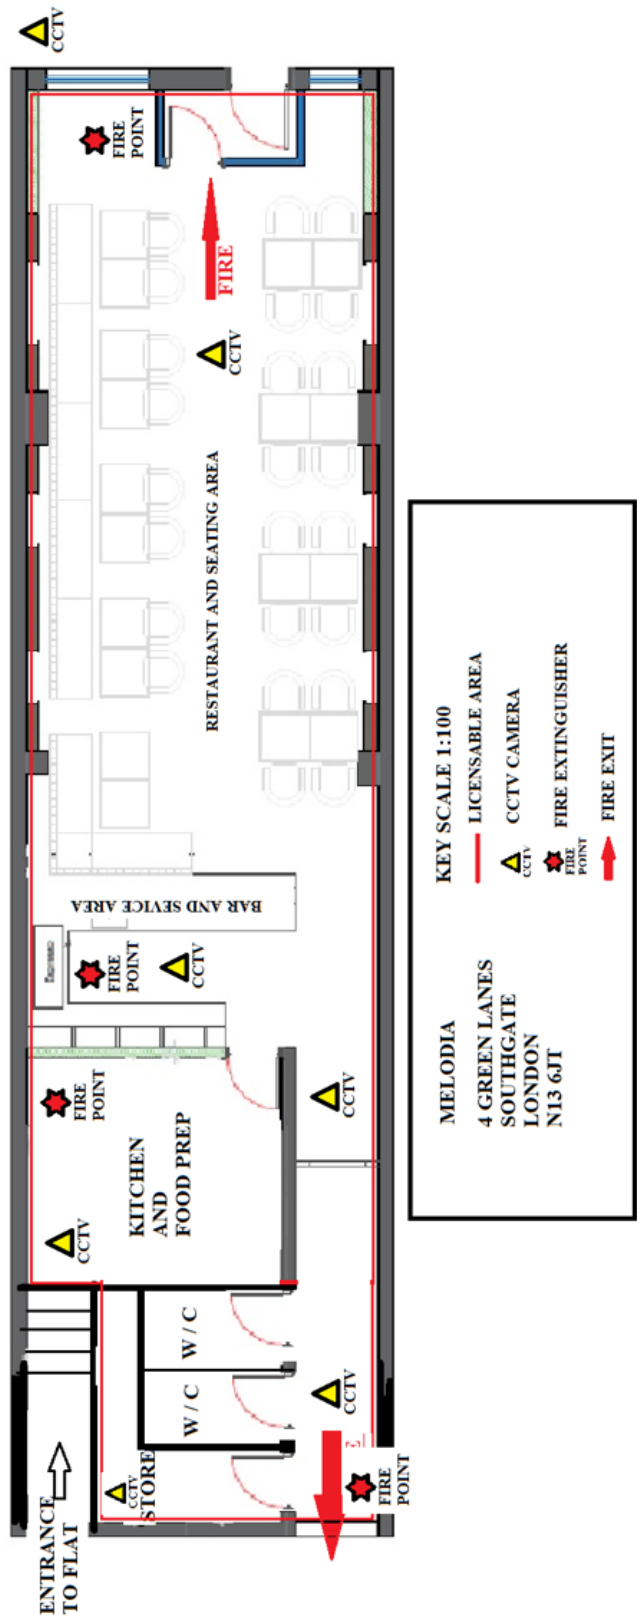 ENTRANCE
TO FLAT
CCTV
STORE
W / C
W / C
CCTV
KITCHEN
AND
FOOD PREP
FIRE
POINT
FIRE
POINT
CCTV
CCTV
CCTV
Espresso
FIRE
POINT
CCTV
BAR AND SEVICE AREA
RESTAURANT AND SEATING AREA
CCTV
FIRE
FIRE
POINT
CCTV
MELODIA
4 GREEN LANES
SOUTHGATE
LONDON
N13 6JT
KEY SCALE 1:100
LICENSABLE AREA
CCTV
CCTV CAMERA
FIRE
POINT
FIRE EXTINGUISHER
FIRE EXIT